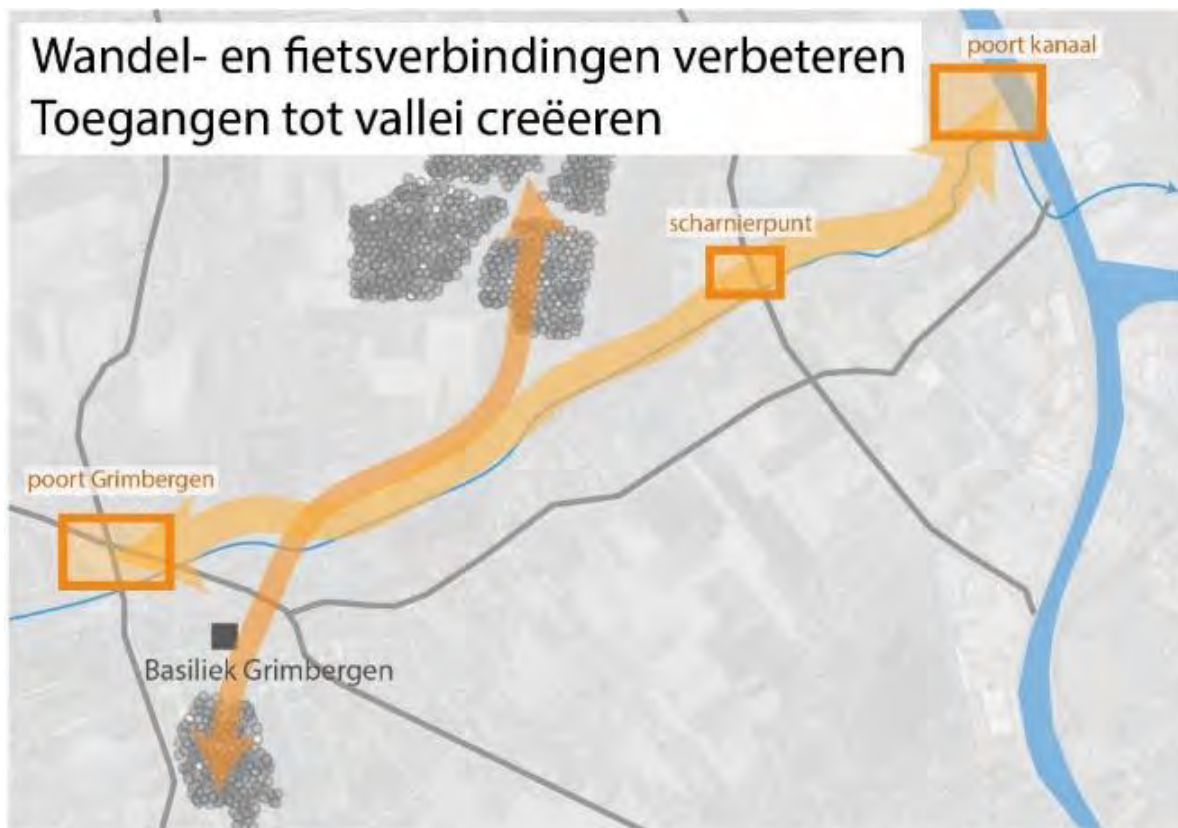 Wandel- en fietsverbindingen verbeteren
Toegangen tot vallei creëeren
poort kanaal
scharnierpunt
poort Grimbergen
Basiliek Grimbergen